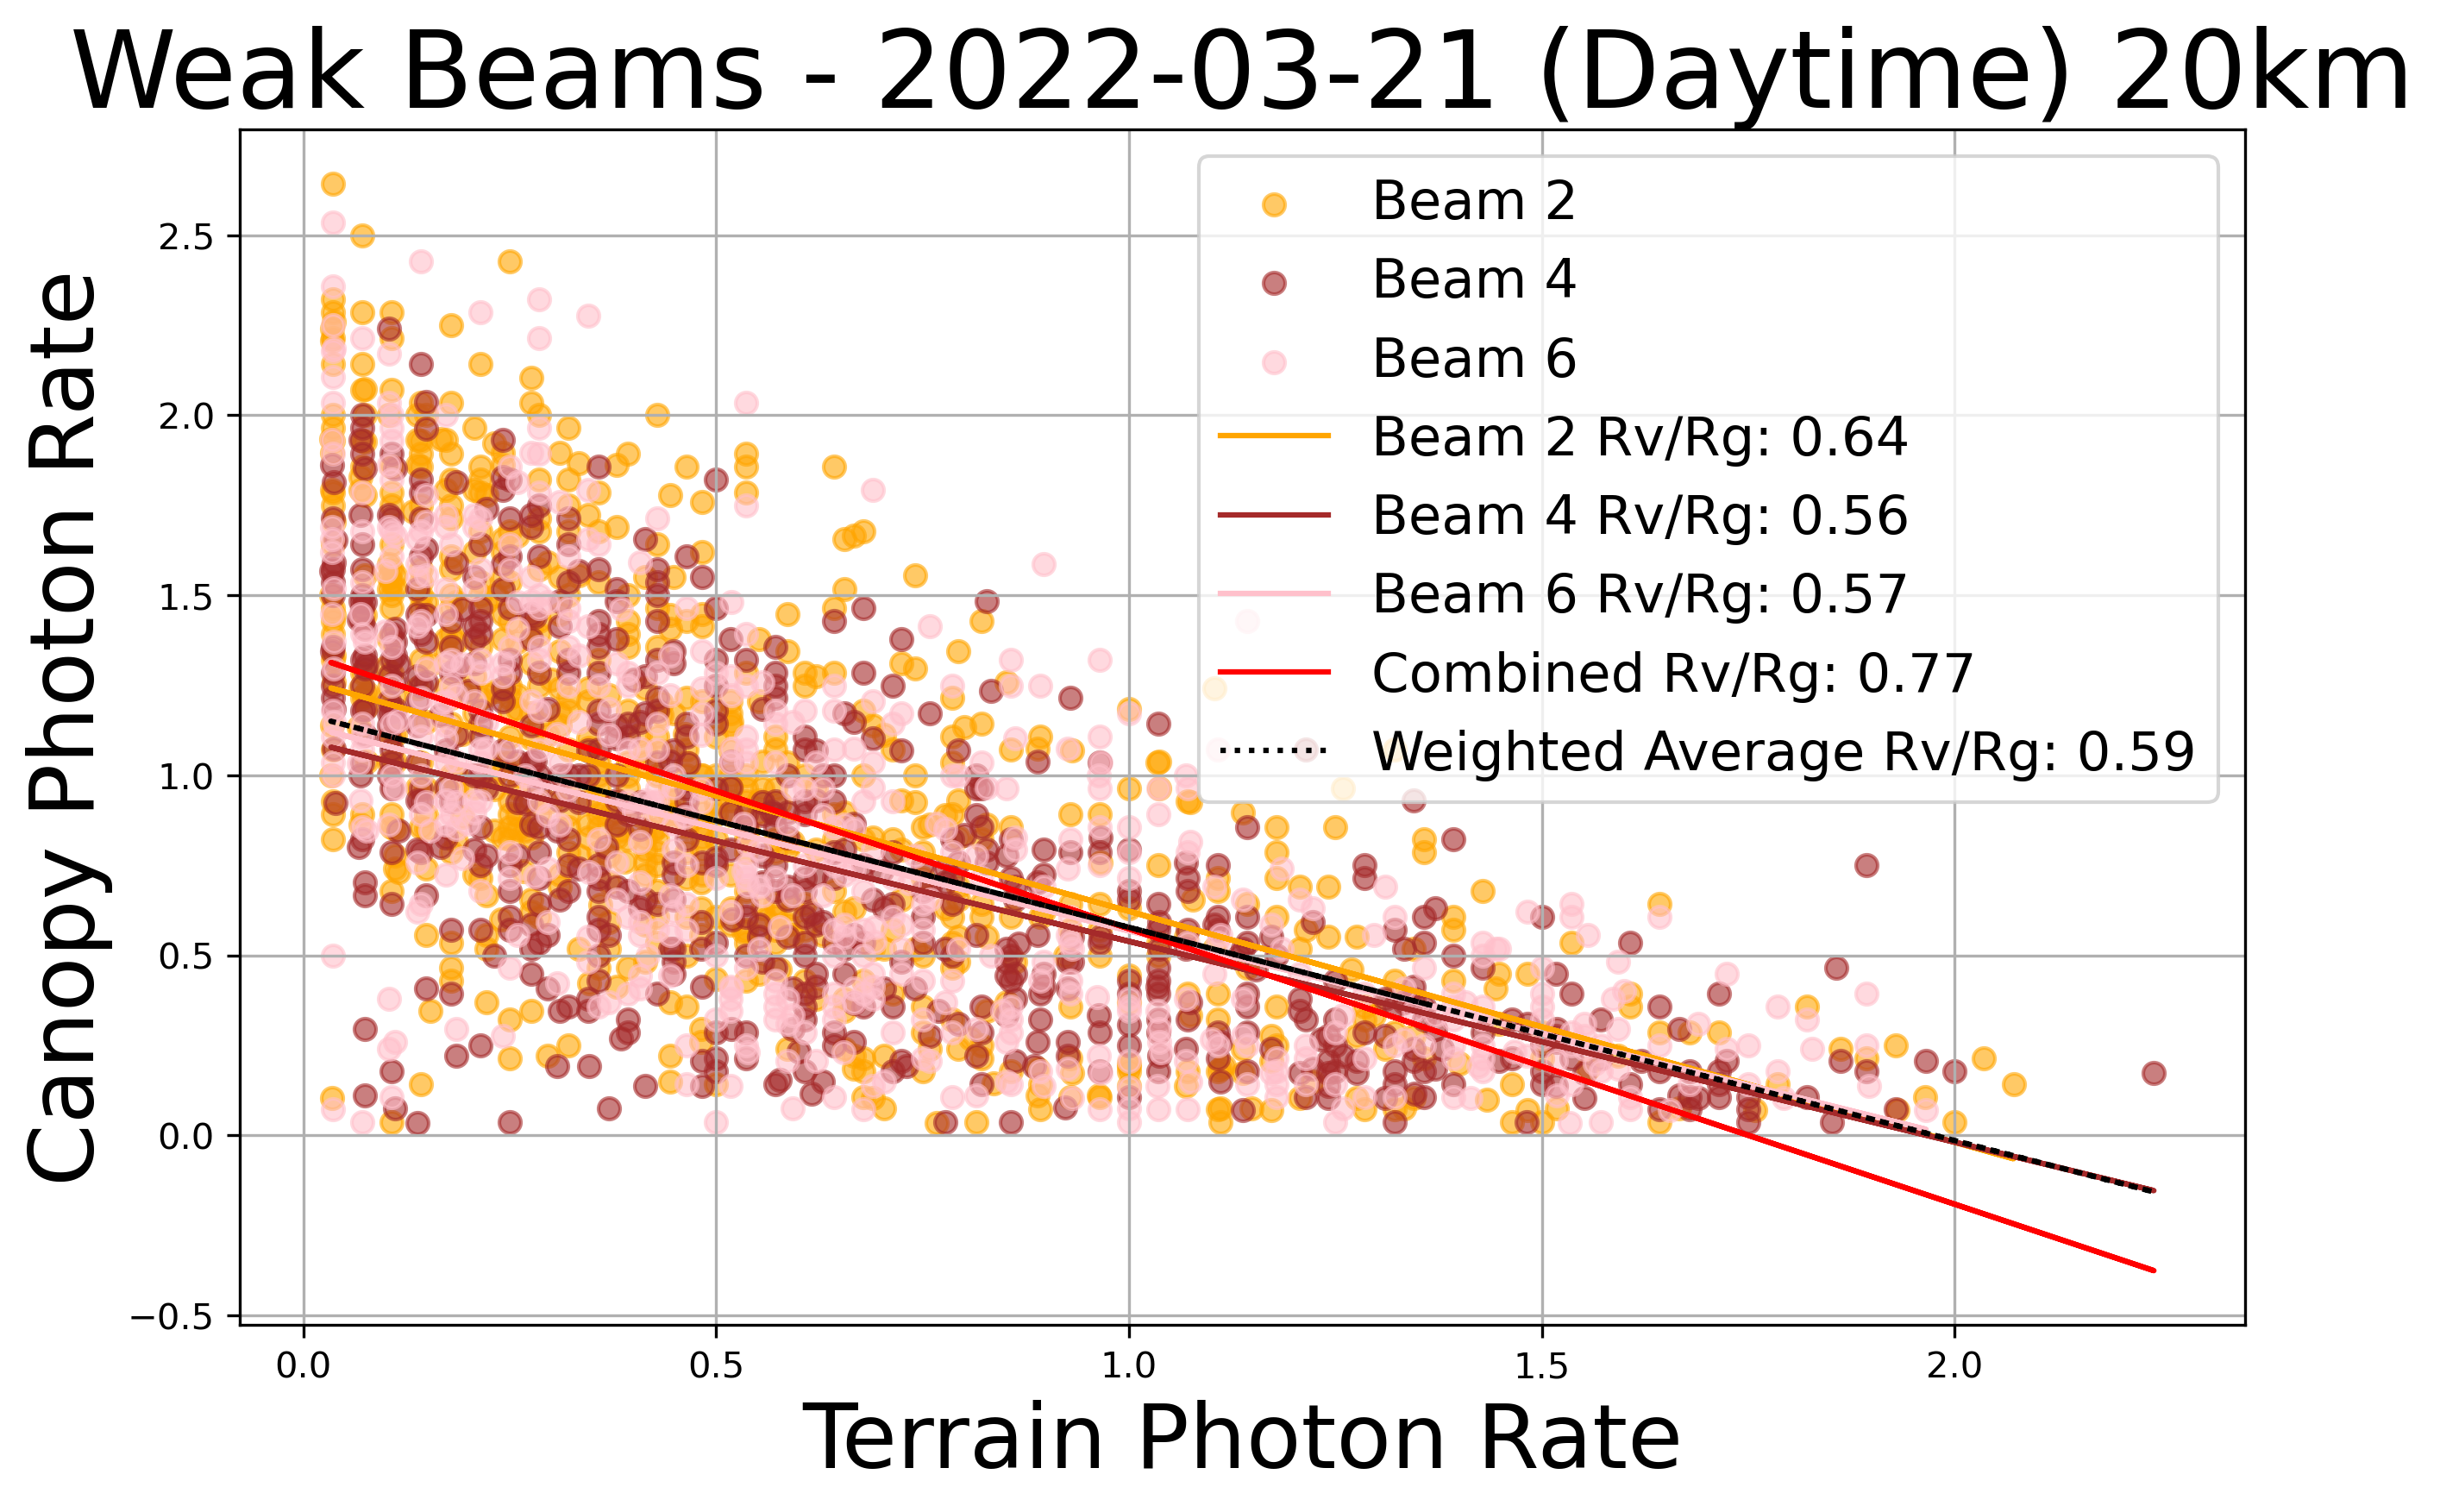 Weak Beams - 2022-03-21 (Daytime) 20km
Canopy Photon Rate
2.5
2.0
1.5
1.0
0.5
0.0
−0.5
Beam 2
Beam 4
Beam 6
Beam 2 Rv/Rg: 0.64
Beam 4 Rv/Rg: 0.56
Beam 6 Rv/Rg: 0.57
Combined Rv/Rg: 0.77
Weighted Average Rv/Rg: 0.59
0.0 0.5 1.0 1.5 2.0
Terrain Photon Rate